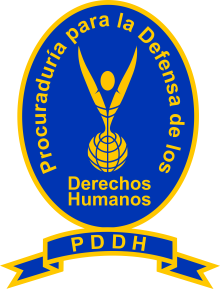 Procuraduría para la Defensa de los
Derechos
Humanos
PDDH